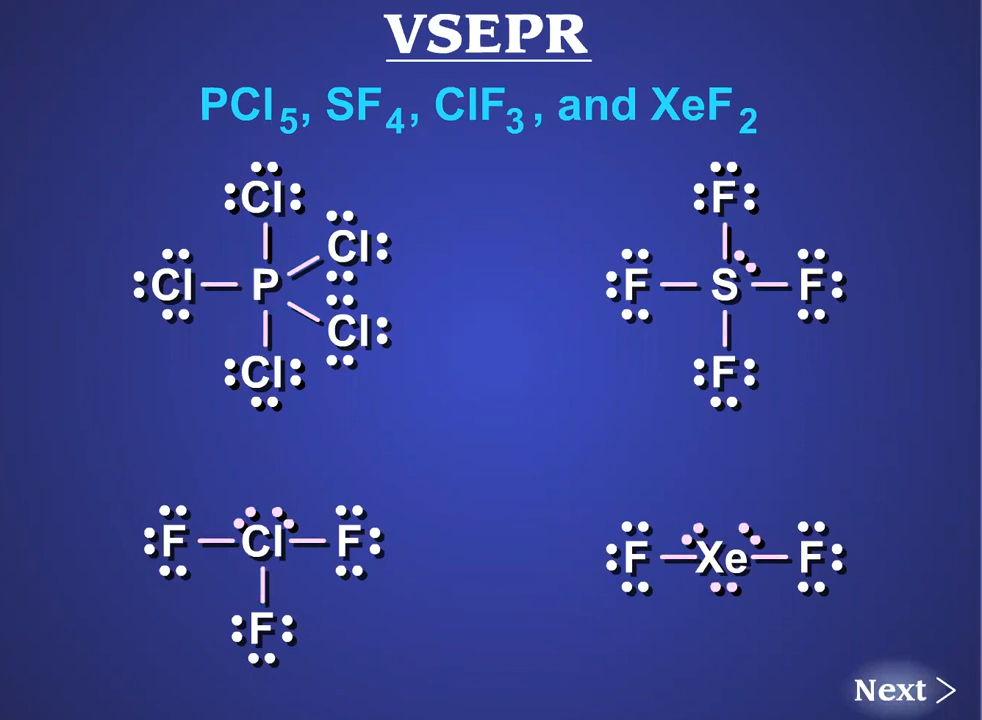 VSEPR
PCl5, SF4, ClF3, and XeF2
Cl F
Cl
Cl P F S F
Cl
Cl F
F Cl F F Xe F
F
Next >